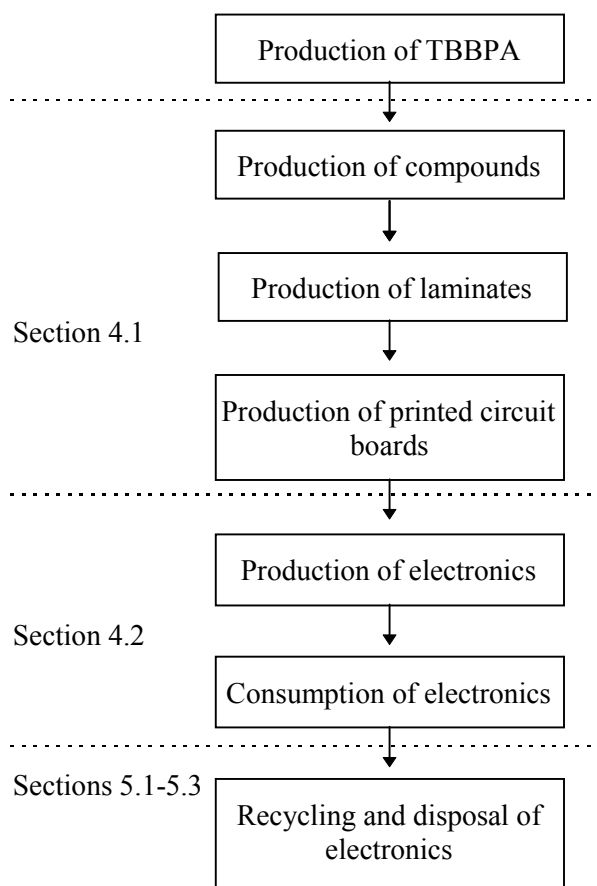 Production of TBBPA
Production of compounds
Production of laminates
Section 4.1
Production of printed circuit
boards
Production of electronics
Section 4.2
Consumption of electronics
Sections 5.1-5.3
Recycling and disposal of
electronics